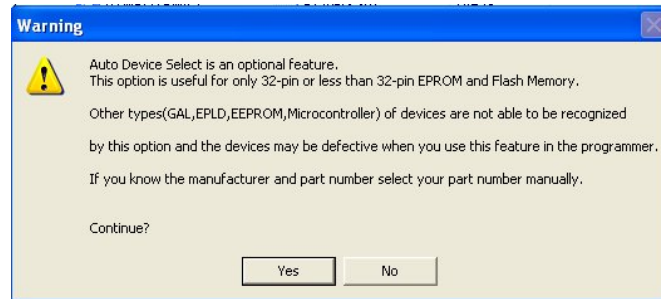 Warning
Auto Device Select is an optional feature.
This option is useful for only 32-pin or less than 32-pin EPROM and Flash Memory.
Other types(GAL,EPLD,EEPROM,Microcontroller) of devices are not able to be recognized
by this option and the devices may be defective when you use this feature in the programmer.
If you know the manufacturer and part number select your part number manually.
Continue?
Yes
No